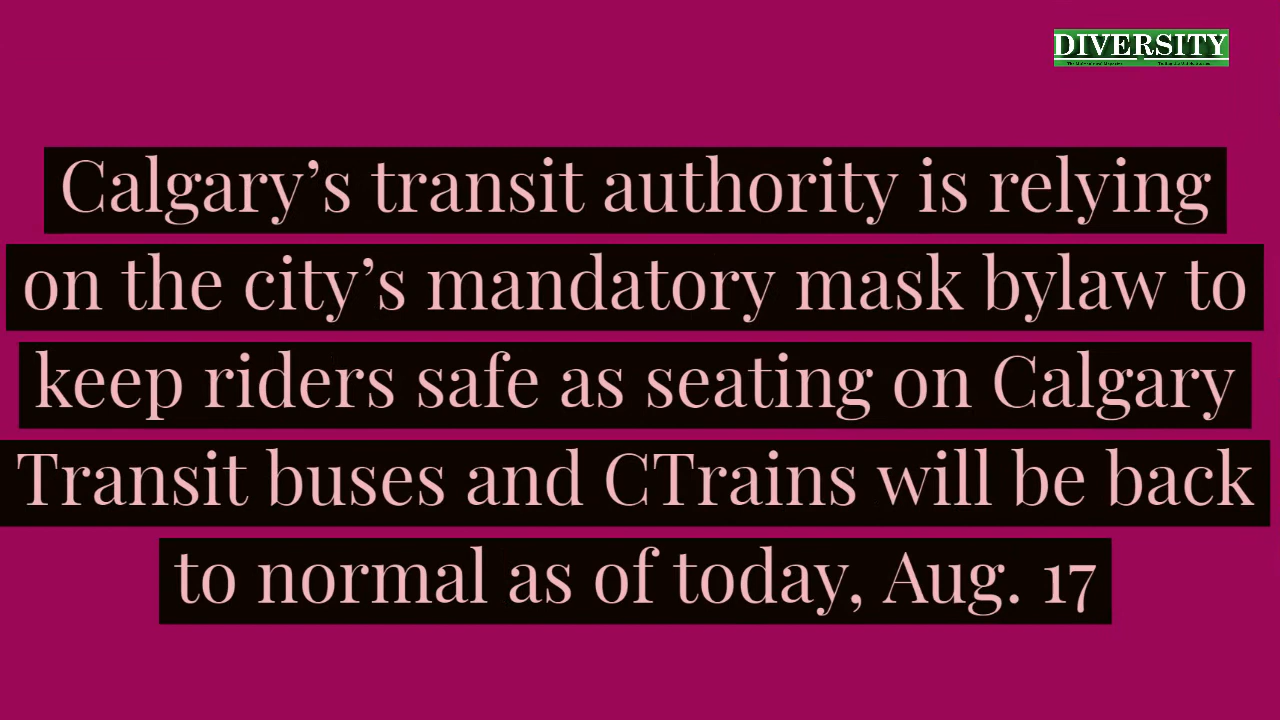 DIVERSITY
Calgary’s transit authority is relying
on the city’s mandatory mask bylaw to
keep riders safe as seating on Calgary
Transit buses and CTrains will be back
to normal as of today, Aug. 17